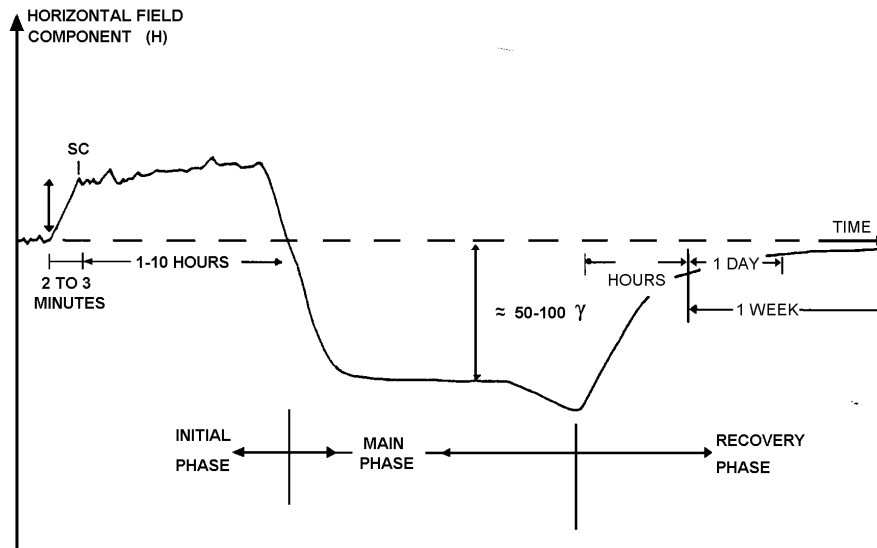 HORIZONTAL FIELD
COMPONENT (H)
SC
TIME
1-10 HOURS
2 TO 3
MINUTES
HOURS
1 DAY
1 WEEK
≈ 50-100 γ
INITIAL
PHASE
MAIN
PHASE
RECOVERY
PHASE